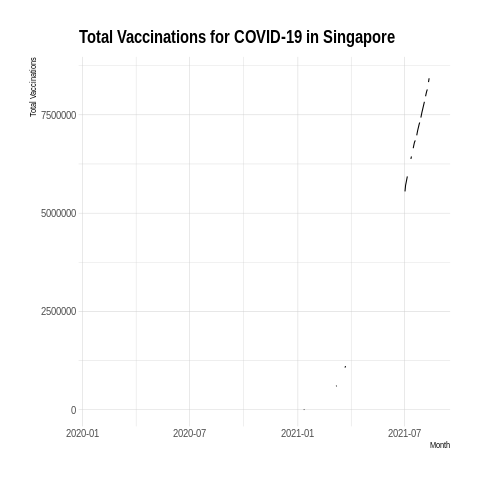 Total Vaccinations for COVID-19 in Singapore
Total Vaccinations
7500000
5000000
2500000
0
2020-01 2020-07 2021-01 2021-07
Month